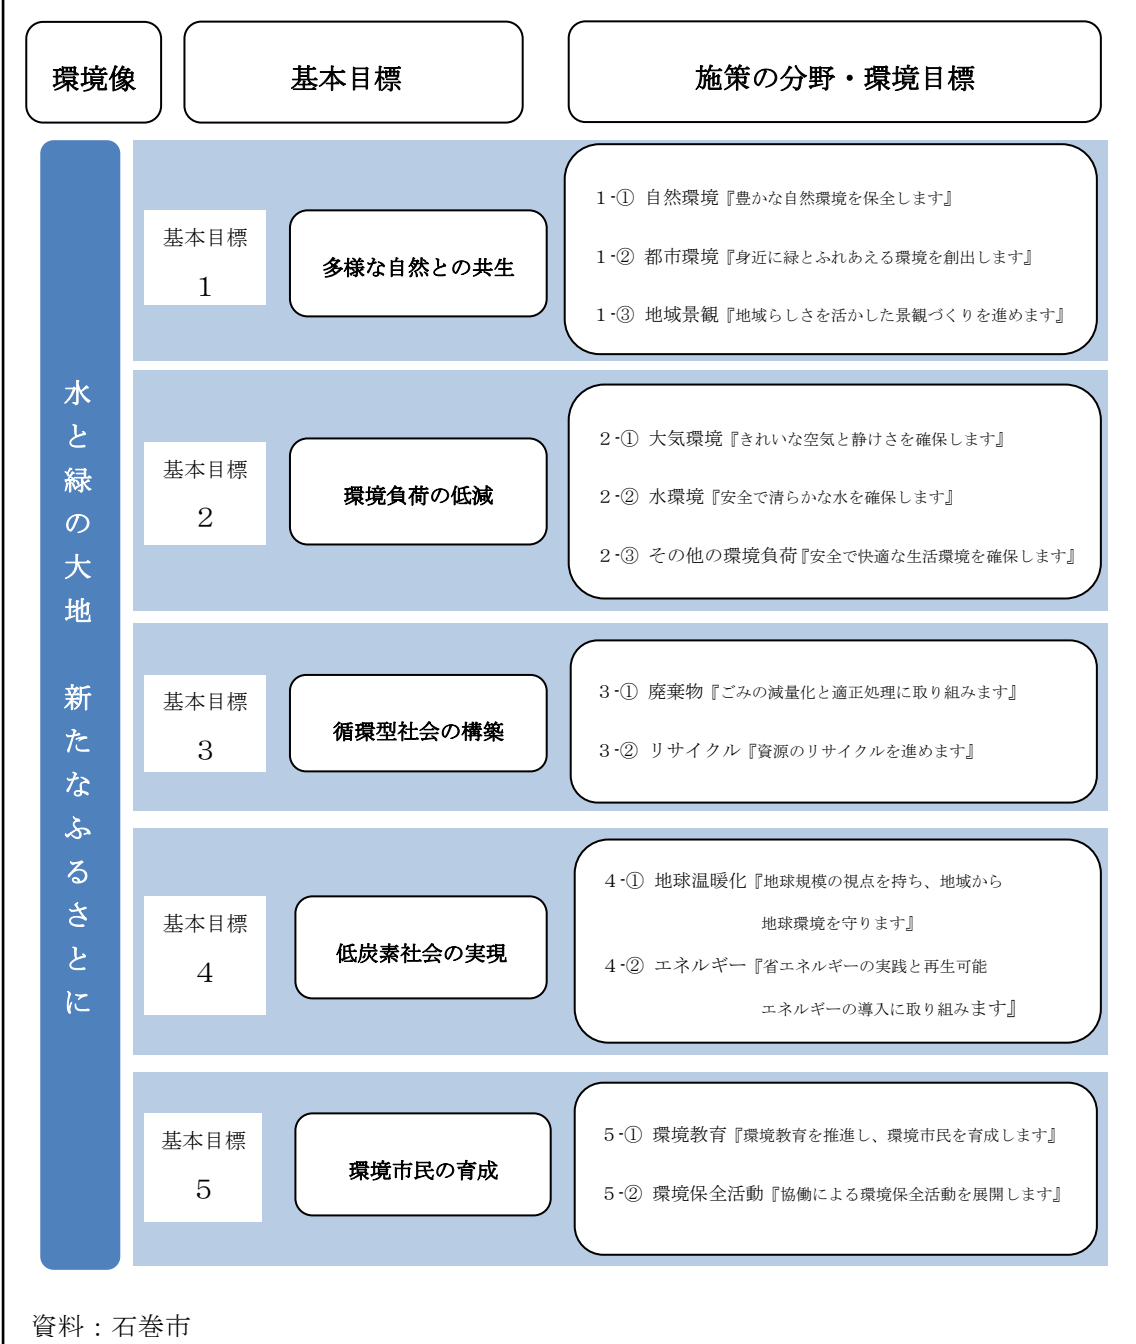 環境像
基本目標
施策の分野・環境目標
水と緑の大地 新たなふるさとに
基本目標
1
多様な自然との共生
1-① 自然環境『豊かな自然環境を保全します』
1-② 都市環境『身近に緑とふれあえる環境を創出します』
1-③ 地域景観『地域らしさを活かした景観づくりを進めます』
基本目標
2
環境負荷の低減
2-① 大気環境『きれいな空気と静けさを確保します』
2-② 水環境『安全で清らかな水を確保します』
2-③ その他の環境負荷『安全で快適な生活環境を確保します』
基本目標
3
循環型社会の構築
3-① 廃棄物『ごみの減量化と適正処理に取り組みます』
3-② リサイクル『資源のリサイクルを進めます』
基本目標
4
低炭素社会の実現
4-① 地球温暖化『地球規模の視点を持ち、地域から
地球環境を守ります』
4-② エネルギー『省エネルギーの実践と再生可能
エネルギーの導入に取り組みます』
基本目標
5
環境市民の育成
5-① 環境教育『環境教育を推進し、環境市民を育成します』
5-② 環境保全活動『協働による環境保全活動を展開します』
資料：石巻市